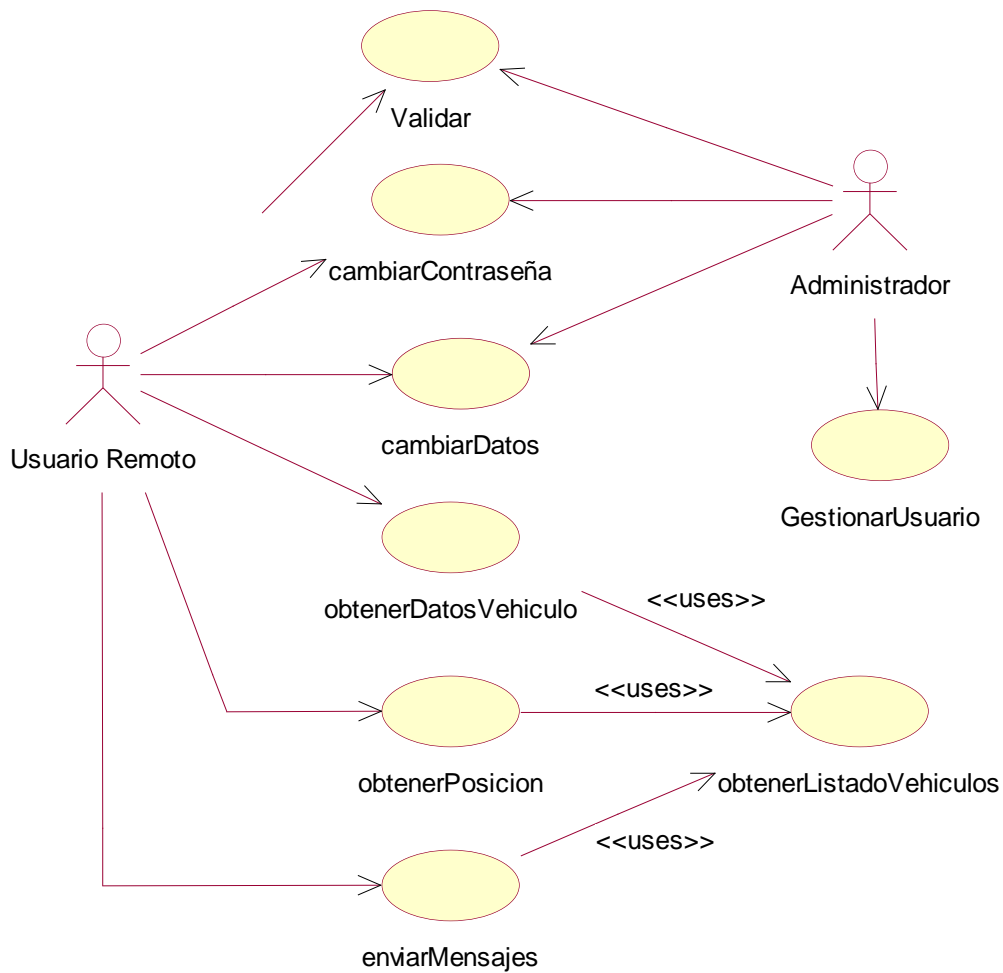 Validar
cambiarContraseña
Administrador
Usuario Remoto
cambiarDatos
GestionarUsuario
obtenerDatosVehiculo
<<uses>>
<<uses>>
obtenerPosicion
obtenerListadoVehiculos
<<uses>>
enviarMensajes